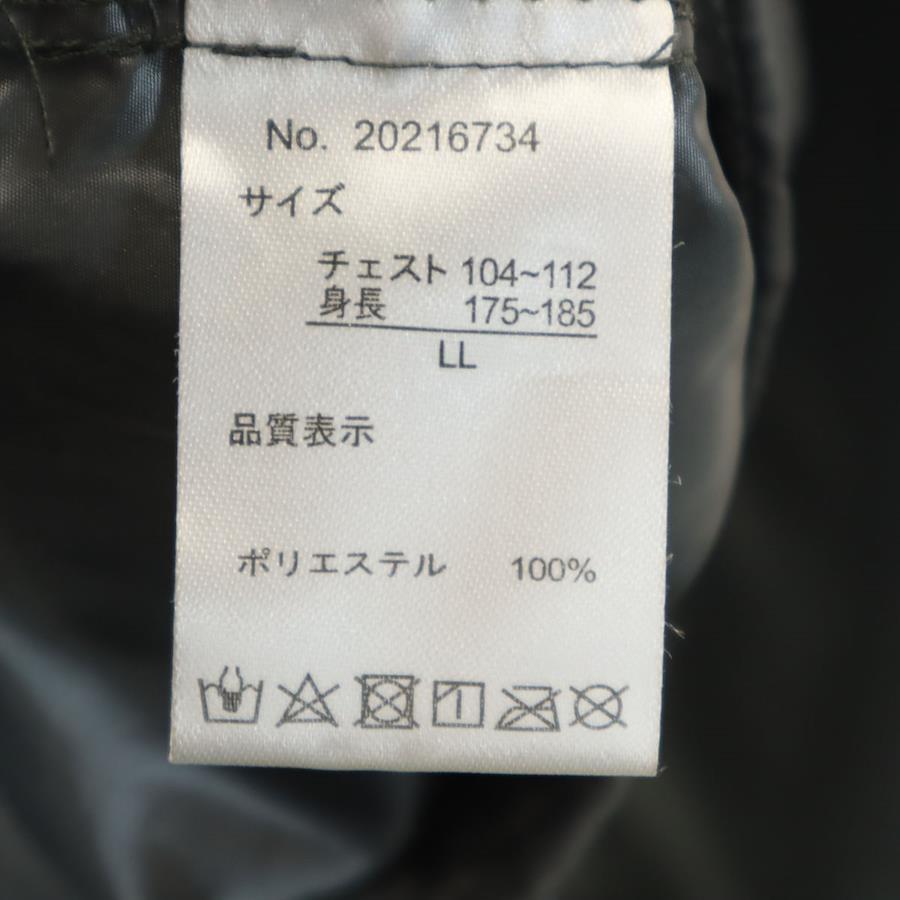 No. 20216734
サイズ
チェスト 104~112
身長 175~185
LL
品質表示
ポリエステル 100%